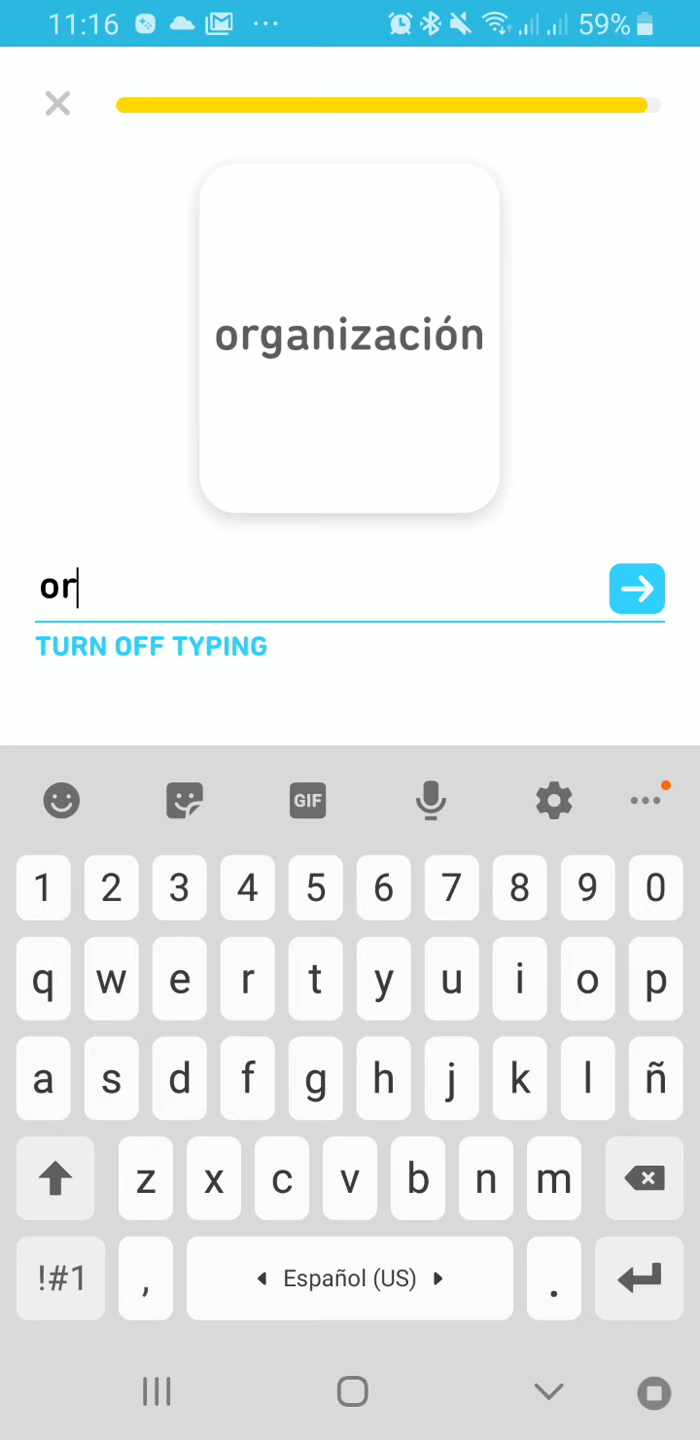 11:16 59%
organización
or
TURN OFF TYPING
GIF
1 2 3 4 5 6 7 8 9 0
q w e r t y u i o p
a s d f g h j k l ñ
z x c v b n m
!#1 , Español (US) .